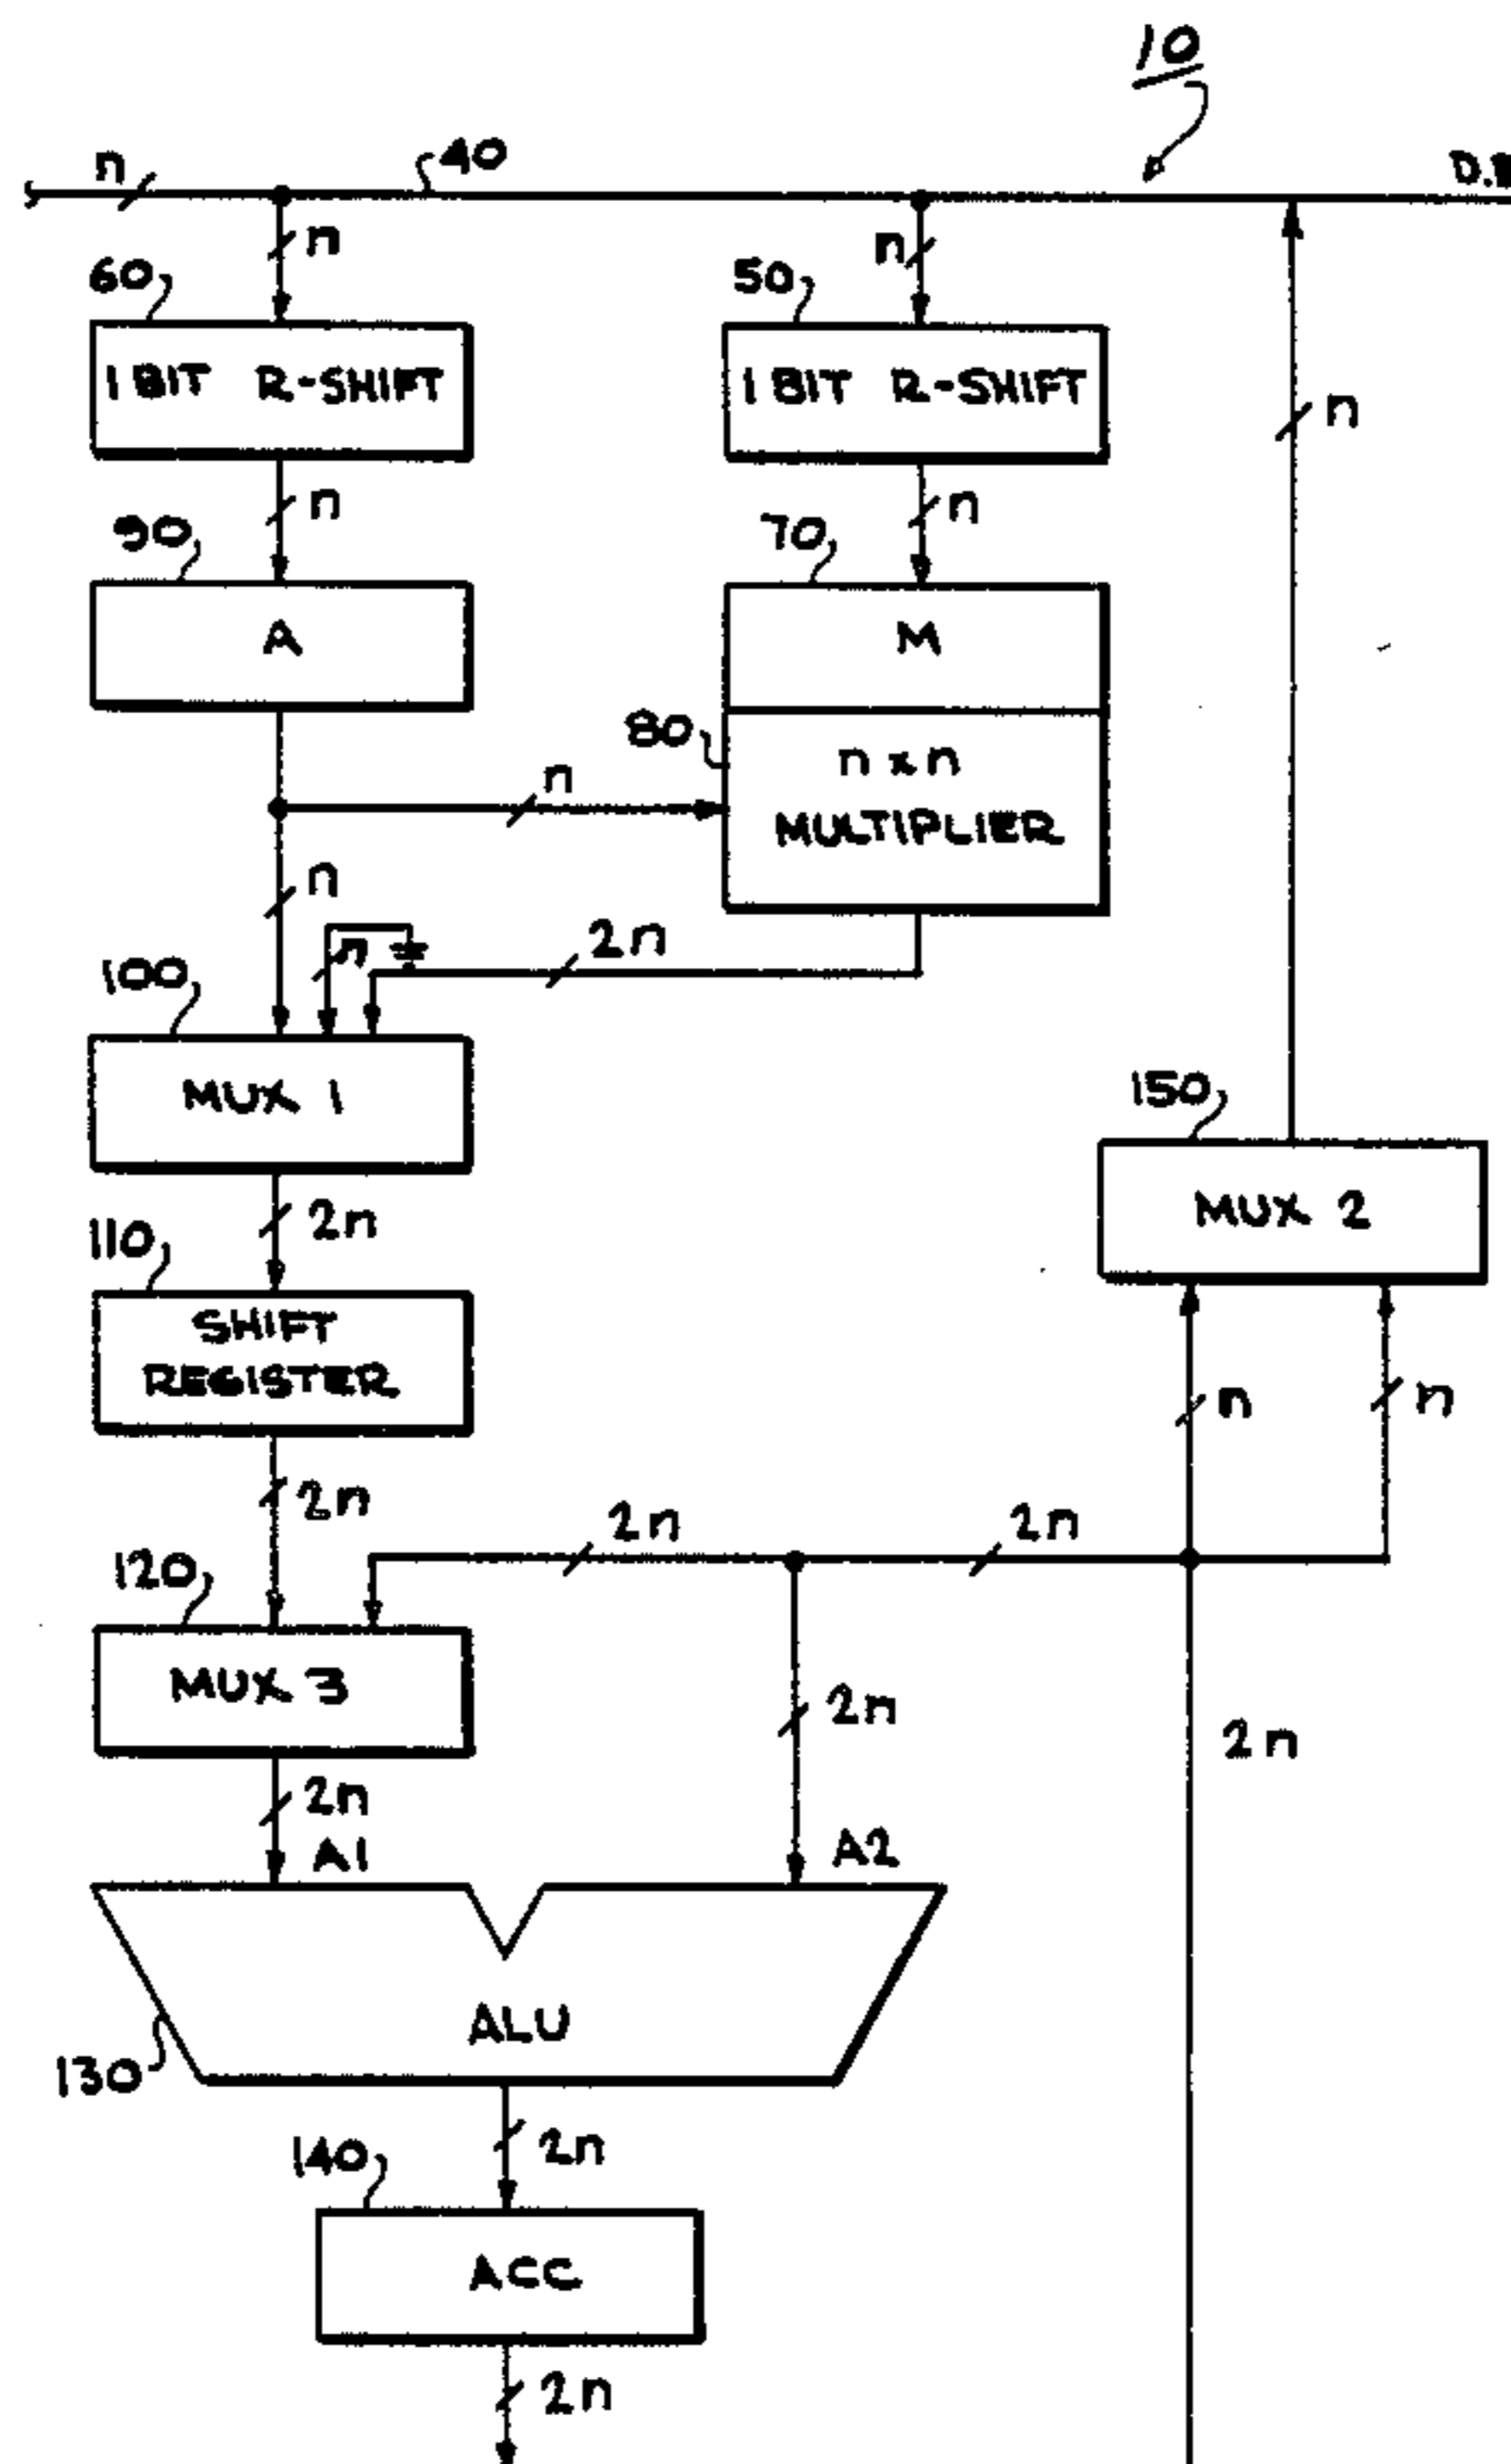 10
n
40
n
n
60
50
1 BIT R-SHIFT
1 BIT R-SHIFT
n
n
n
90
70
A
M
80
n x n
MULTIPLIER
n
n
n
2n
100
MUX 1
150
MUX 2
2n
110
SHIFT
REGISTER
n
n
2n
2n
2n
120
MUX 3
2n
2n
2n
A1
A2
ALU
130
2n
140
ACC
2n